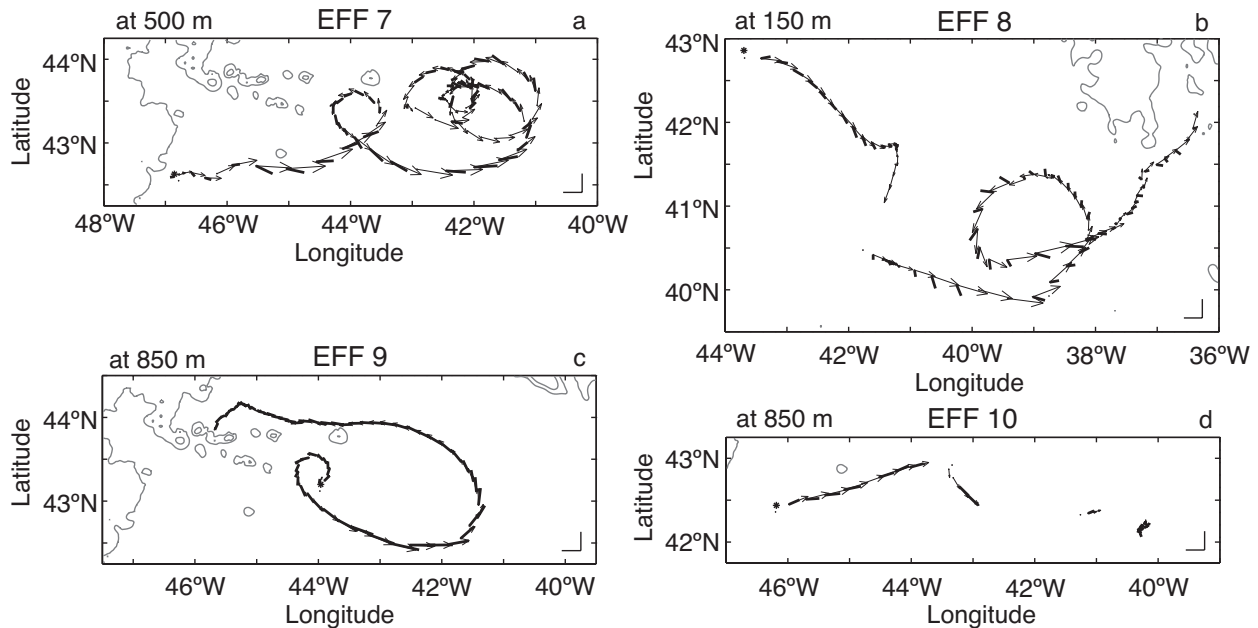 at 500 m EFF 7 a
44ºN
43ºN
Latitude
48ºW 46ºW 44ºW 42ºW 40ºW
Longitude
at 150 m EFF 8 b
43ºN
42ºN
41ºN
40ºN
Latitude
44ºW 42ºW 40ºW 38ºW 36ºW
Longitude
at 850 m EFF 9 c
44ºN
43ºN
Latitude
46ºW 44ºW 42ºW 40ºW
Longitude
at 850 m EFF 10 d
43ºN
42ºN
Latitude
46ºW 44ºW 42ºW 40ºW
Longitude